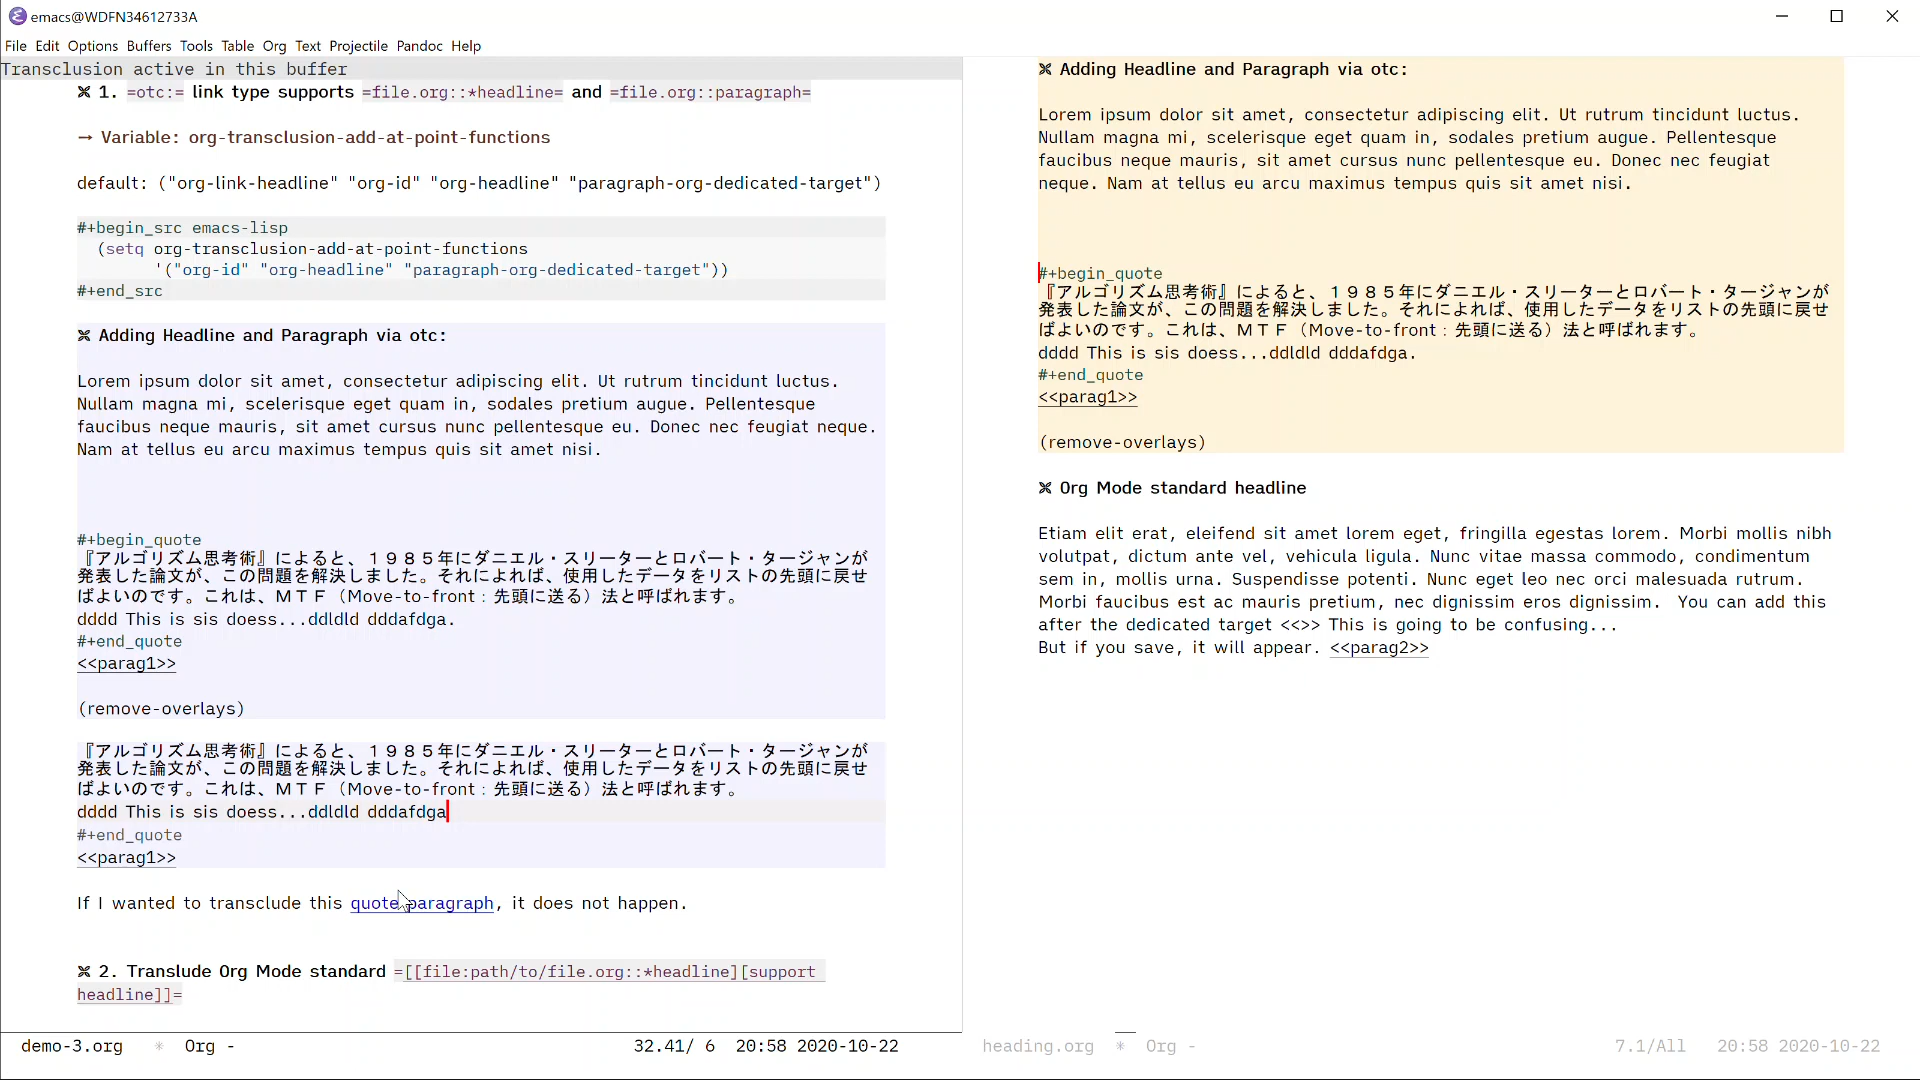 emacs@WDFN34612733A
File Edit Options Buffers Tools Table Org Text Projectile Pandoc Help
Transclusion active in this buffer
1. =otc:= link type supports =file.org::*headline= and =file.org::paragraph=
→ Variable: org-transclusion-add-at-point-functions
default: ("org-link-headline" "org-id" "org-headline" "paragraph-org-dedicated-target")
#+begin_src emacs-lisp
(setq org-transclusion-add-at-point-functions
'("org-id" "org-headline" "paragraph-org-dedicated-target"))
#+end_src
Adding Headline and Paragraph via otc:
Lorem ipsum dolor sit amet, consectetur adipiscing elit. Ut rutrum tincidunt luctus.
Nullam magna mi, scelerisque eget quam in, sodales pretium augue. Pellentesque
faucibus neque mauris, sit amet cursus nunc pellentesque eu. Donec nec feugiat neque.
Nam at tellus eu arcu maximus tempus quis sit amet nisi.
#+begin_quote
『アルゴリズム思考術』によると、１９８５年にダニエル・スリーターとロバート・タージャンが
発表した論文が、この問題を解決しました。それによれば、使用したデータをリストの先頭に戻せ
ばよいのです。これは、ＭＴＦ（Move-to-front：先頭に送る）法と呼ばれます。
dddd This is sis doess...ddldld dddafdga.
#+end_quote
<<parag1>>
(remove-overlays)
『アルゴリズム思考術』によると、１９８５年にダニエル・スリーターとロバート・タージャンが
発表した論文が、この問題を解決しました。それによれば、使用したデータをリストの先頭に戻せ
ばよいのです。これは、ＭＴＦ（Move-to-front：先頭に送る）法と呼ばれます。
dddd This is sis doess...ddldld dddafdga
#+end_quote
<<parag1>>
If I wanted to transclude this quote paragraph, it does not happen.
2. Translude Org Mode standard =[[file:path/to/file.org::*headline][support
headline]]=
demo-3.org * Org - 32.41/ 6 20:58 2020-10-22
Adding Headline and Paragraph via otc:
Lorem ipsum dolor sit amet, consectetur adipiscing elit. Ut rutrum tincidunt luctus.
Nullam magna mi, scelerisque eget quam in, sodales pretium augue. Pellentesque
faucibus neque mauris, sit amet cursus nunc pellentesque eu. Donec nec feugiat
neque. Nam at tellus eu arcu maximus tempus quis sit amet nisi.
#+begin_quote
『アルゴリズム思考術』によると、１９８５年にダニエル・スリーターとロバート・タージャンが
発表した論文が、この問題を解決しました。それによれば、使用したデータをリストの先頭に戻せ
ばよいのです。これは、ＭＴＦ（Move-to-front：先頭に送る）法と呼ばれます。
dddd This is sis doess...ddldld dddafdga.
#+end_quote
<<parag1>>
(remove-overlays)
Org Mode standard headline
Etiam elit erat, eleifend sit amet lorem eget, fringilla egestas lorem. Morbi mollis nibh
volutpat, dictum ante vel, vehicula ligula. Nunc vitae massa commodo, condimentum
sem in, mollis urna. Suspendisse potenti. Nunc eget leo nec orci malesuada rutrum.
Morbi faucibus est ac mauris pretium, nec dignissim eros dignissim.  You can add this
after the dedicated target <<>> This is going to be confusing...
But if you save, it will appear. <<parag2>>
heading.org * Org - 7.1/All 20:58 2020-10-22